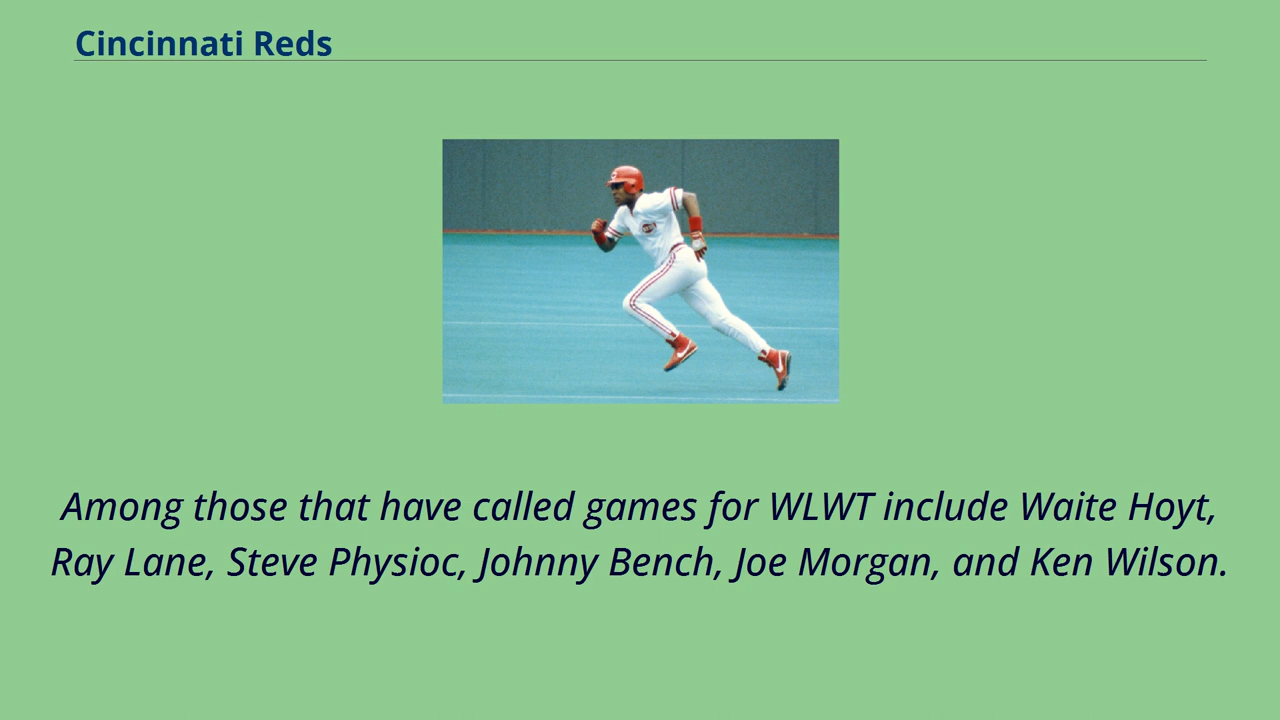 Cincinnati Reds
Among those that have called games for WLWT include Waite Hoyt,
Ray Lane, Steve Physioc, Johnny Bench, Joe Morgan, and Ken Wilson.